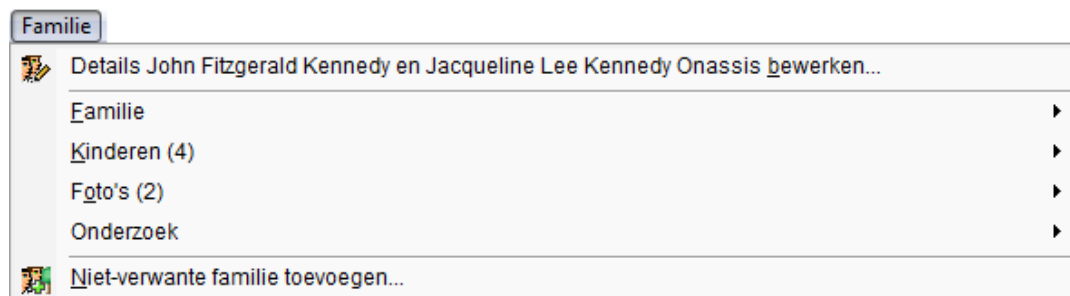 Familie
Details John Fitzgerald Kennedy en Jacqueline Lee Kennedy Onassis bewerken...
Familie
Kinderen (4)
Foto's (2)
Onderzoek
Niet-verwante familie toevoegen...